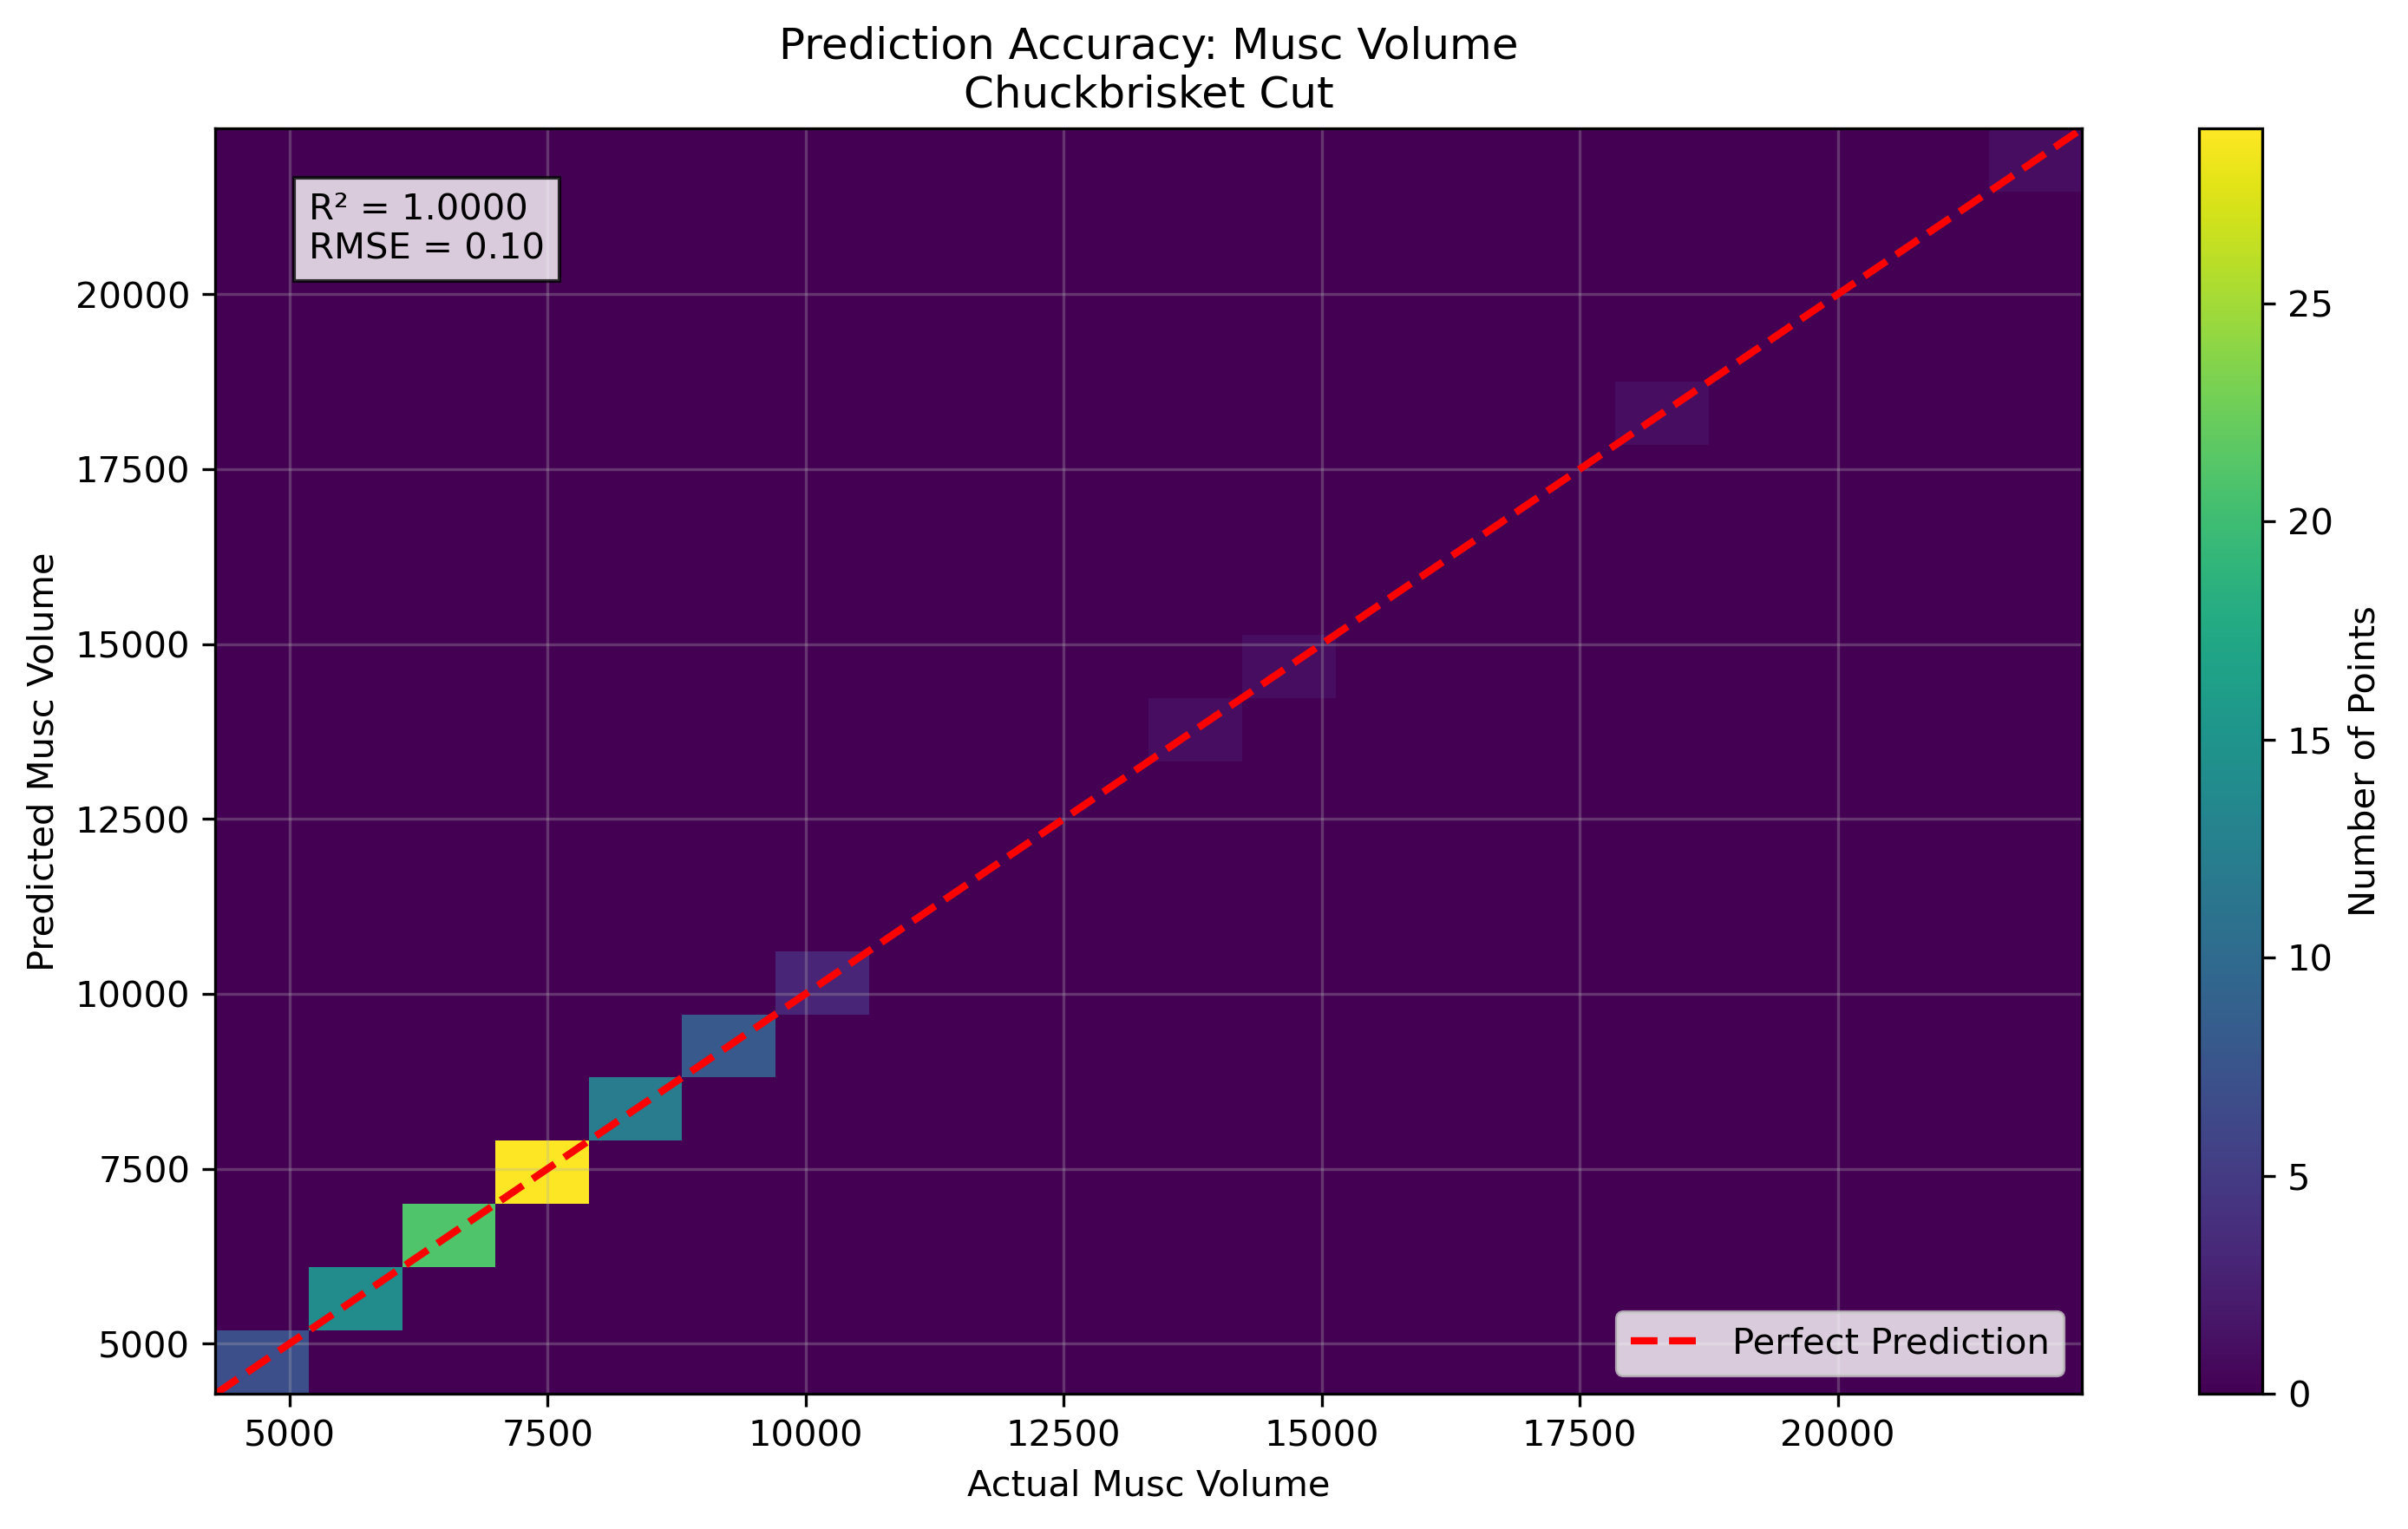 Prediction Accuracy: Musc Volume
Chuckbrisket Cut
R² = 1.0000
RMSE = 0.10
Predicted Musc Volume
20000
17500
15000
12500
10000
7500
5000
5000 7500 10000 12500 15000 17500 20000
Actual Musc Volume
Perfect Prediction
25
20
15
10
5
0
Number of Points